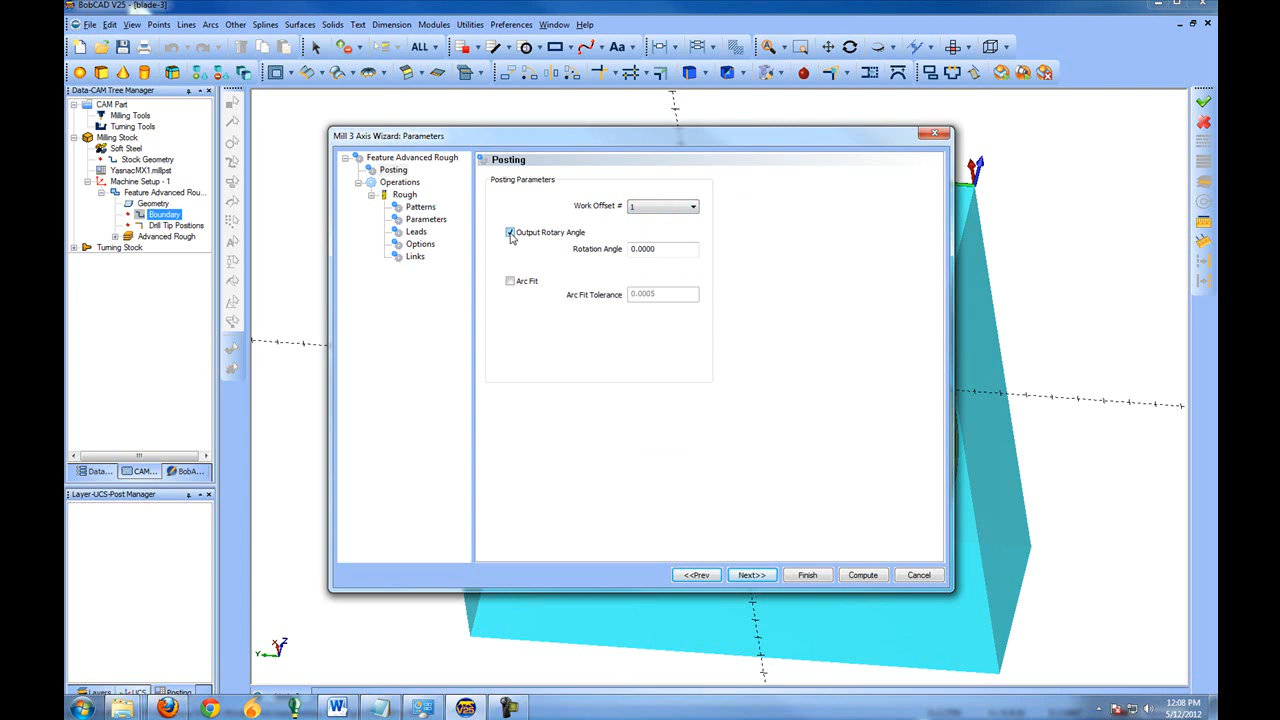 BobCAD V25 - [blade-3]
File Edit View Points Lines Arcs Other Splines Surfaces Solids Text Dimension Modules Utilities Preferences Window Help
ALL
Aa
Data-CAM Tree Manager
CAM Part
Milling Tools
Turning Tools
Milling Stock
Soft Steel
Stock Geometry
YasnacMX1.millpst
Machine Setup - 1
Feature Advanced Rou...
Geometry
Boundary
Drill Tip Positions
Advanced Rough
Turning Stock
Data... CAM... BobA...
Layer-UCS-Post Manager
Layers UCS Posting
Mill 3 Axis Wizard: Parameters
Feature Advanced Rough
Posting
Operations
Rough
Patterns
Parameters
Leads
Options
Links
Posting
Posting Parameters
Work Offset # 1
Output Rotary Angle
Rotation Angle 0.0000
Arc Fit
Arc Fit Tolerance 0.0005
<<Prev Next>> Finish Compute Cancel
X Z
Y
V25
12:08 PM
5/12/2012